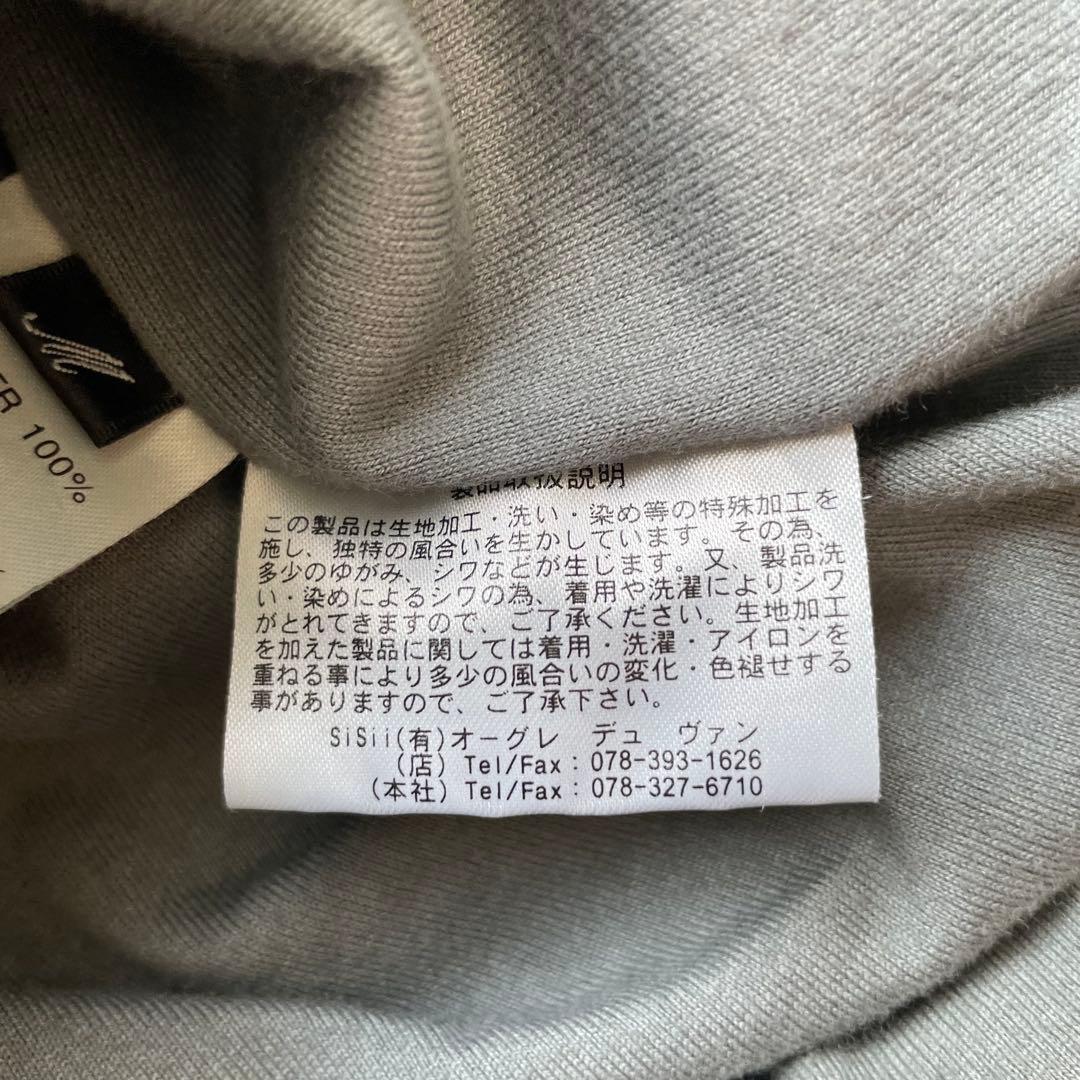 M
ER 100%
製品取扱説明
この製品は生地加工・洗い・染め等の特殊加工を
施し、独特の風合いを生かしています。その為、
多少のゆがみ、シワなどが生じます。又、製品洗
い・染めによるシワの為、着用や洗濯によりシワ
がとれてきますので、ご了承ください。生地加工
を加えた製品に関しては着用・洗濯・アイロンを
重ねる事により多少の風合いの変化・色褪せする
事がありますので、ご了承下さい。
SiSii(有)オーグレ デュ ヴァン
(店) Tel/Fax : 078-393-1626
(本社) Tel/Fax : 078-327-6710